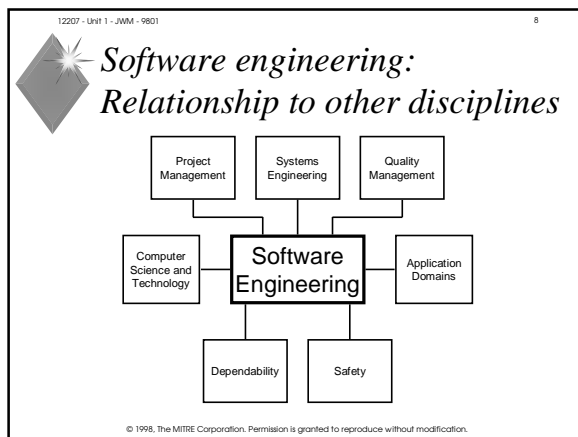 12207 - Unit 1 - JWM - 9801
8
Software engineering:
Relationship to other disciplines
Project
Management
Systems
Engineering
Quality
Management
Computer
Science and
Technology
Software
Engineering
Application
Domains
Dependability
Safety
© 1998, The MITRE Corporation. Permission is granted to reproduce without modification.